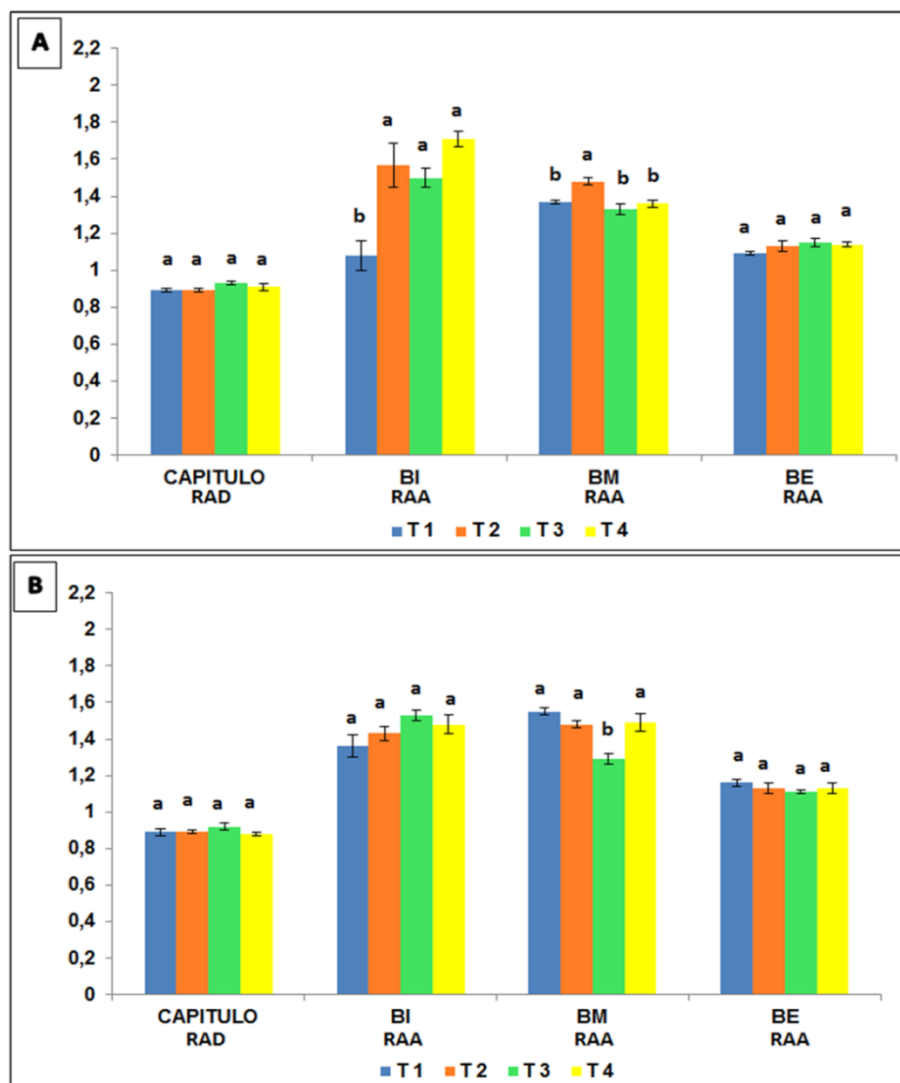 A
2,2
2
1,8
1,6
1,4
1,2
1
0,8
0,6
0,4
0,2
0
a a a a
b a a a
b a b b
a a a a
CAPITULO BI BM BE
RAD RAA RAA RAA
T 1 T 2 T 3 T 4
B
2,2
2
1,8
1,6
1,4
1,2
1
0,8
0,6
0,4
0,2
0
a a a a
a a a a
a a b a
a a a a
CAPITULO BI BM BE
RAD RAA RAA RAA
T 1 T 2 T 3 T 4